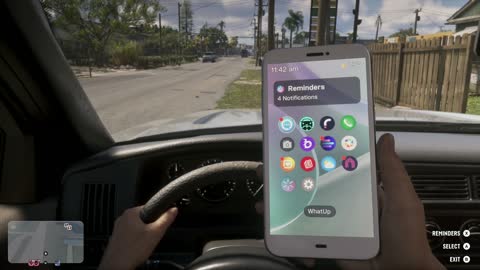 11:42 am
Reminders
4 Notifications
WhatUp
REMINDERS X
SELECT A
EXIT B